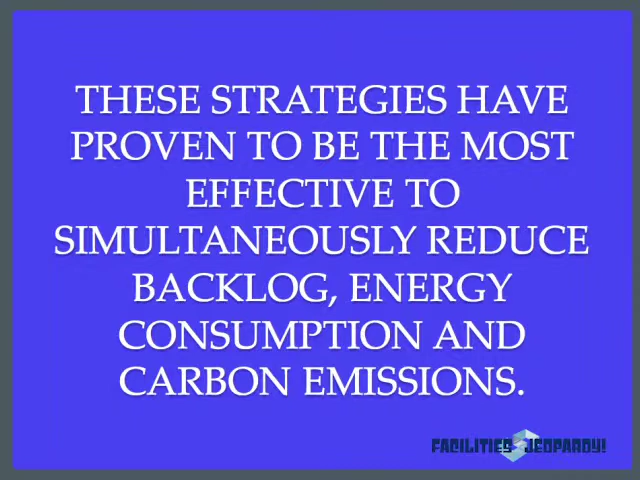 THESE STRATEGIES HAVE
PROVEN TO BE THE MOST
EFFECTIVE TO
SIMULTANEOUSLY REDUCE
BACKLOG, ENERGY
CONSUMPTION AND
CARBON EMISSIONS.
FACILITIES JEOPARDY!